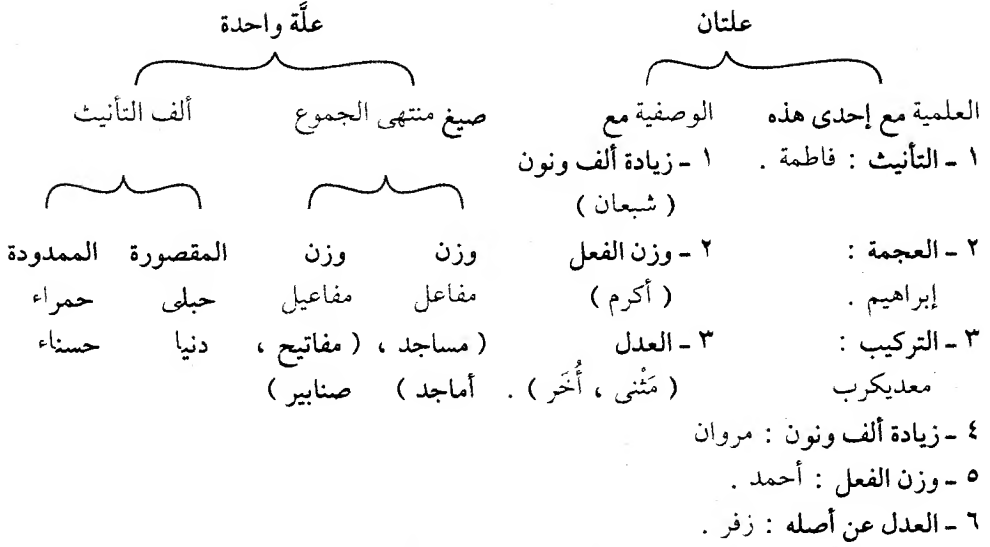 علتان علَّة واحدة
العلمية مع إحدى هذه الوصفية مع صيغ منتهى الجموع ألف التأنيث
١ - التأنيث : فاطمة . ١ - زيادة ألف ونون
( شبعان )
٢ - العجمة : ٢ - وزن الفعل وزن وزن المقصورة الممدودة
إبراهيم . ( أكرم ) مفاعل مفاعيل حبلى حمراء
٣ - التركيب : ٣ - العدل ( مساجد ، ( مفاتيح ، دنيا حسناء
معديكرب ( مَثْنى ، أُخَر ) . أماجد ) صنابير )
٤ - زيادة ألف ونون : مروان
٥ - وزن الفعل : أحمد .
٦ - العدل عن أصله : زفر .